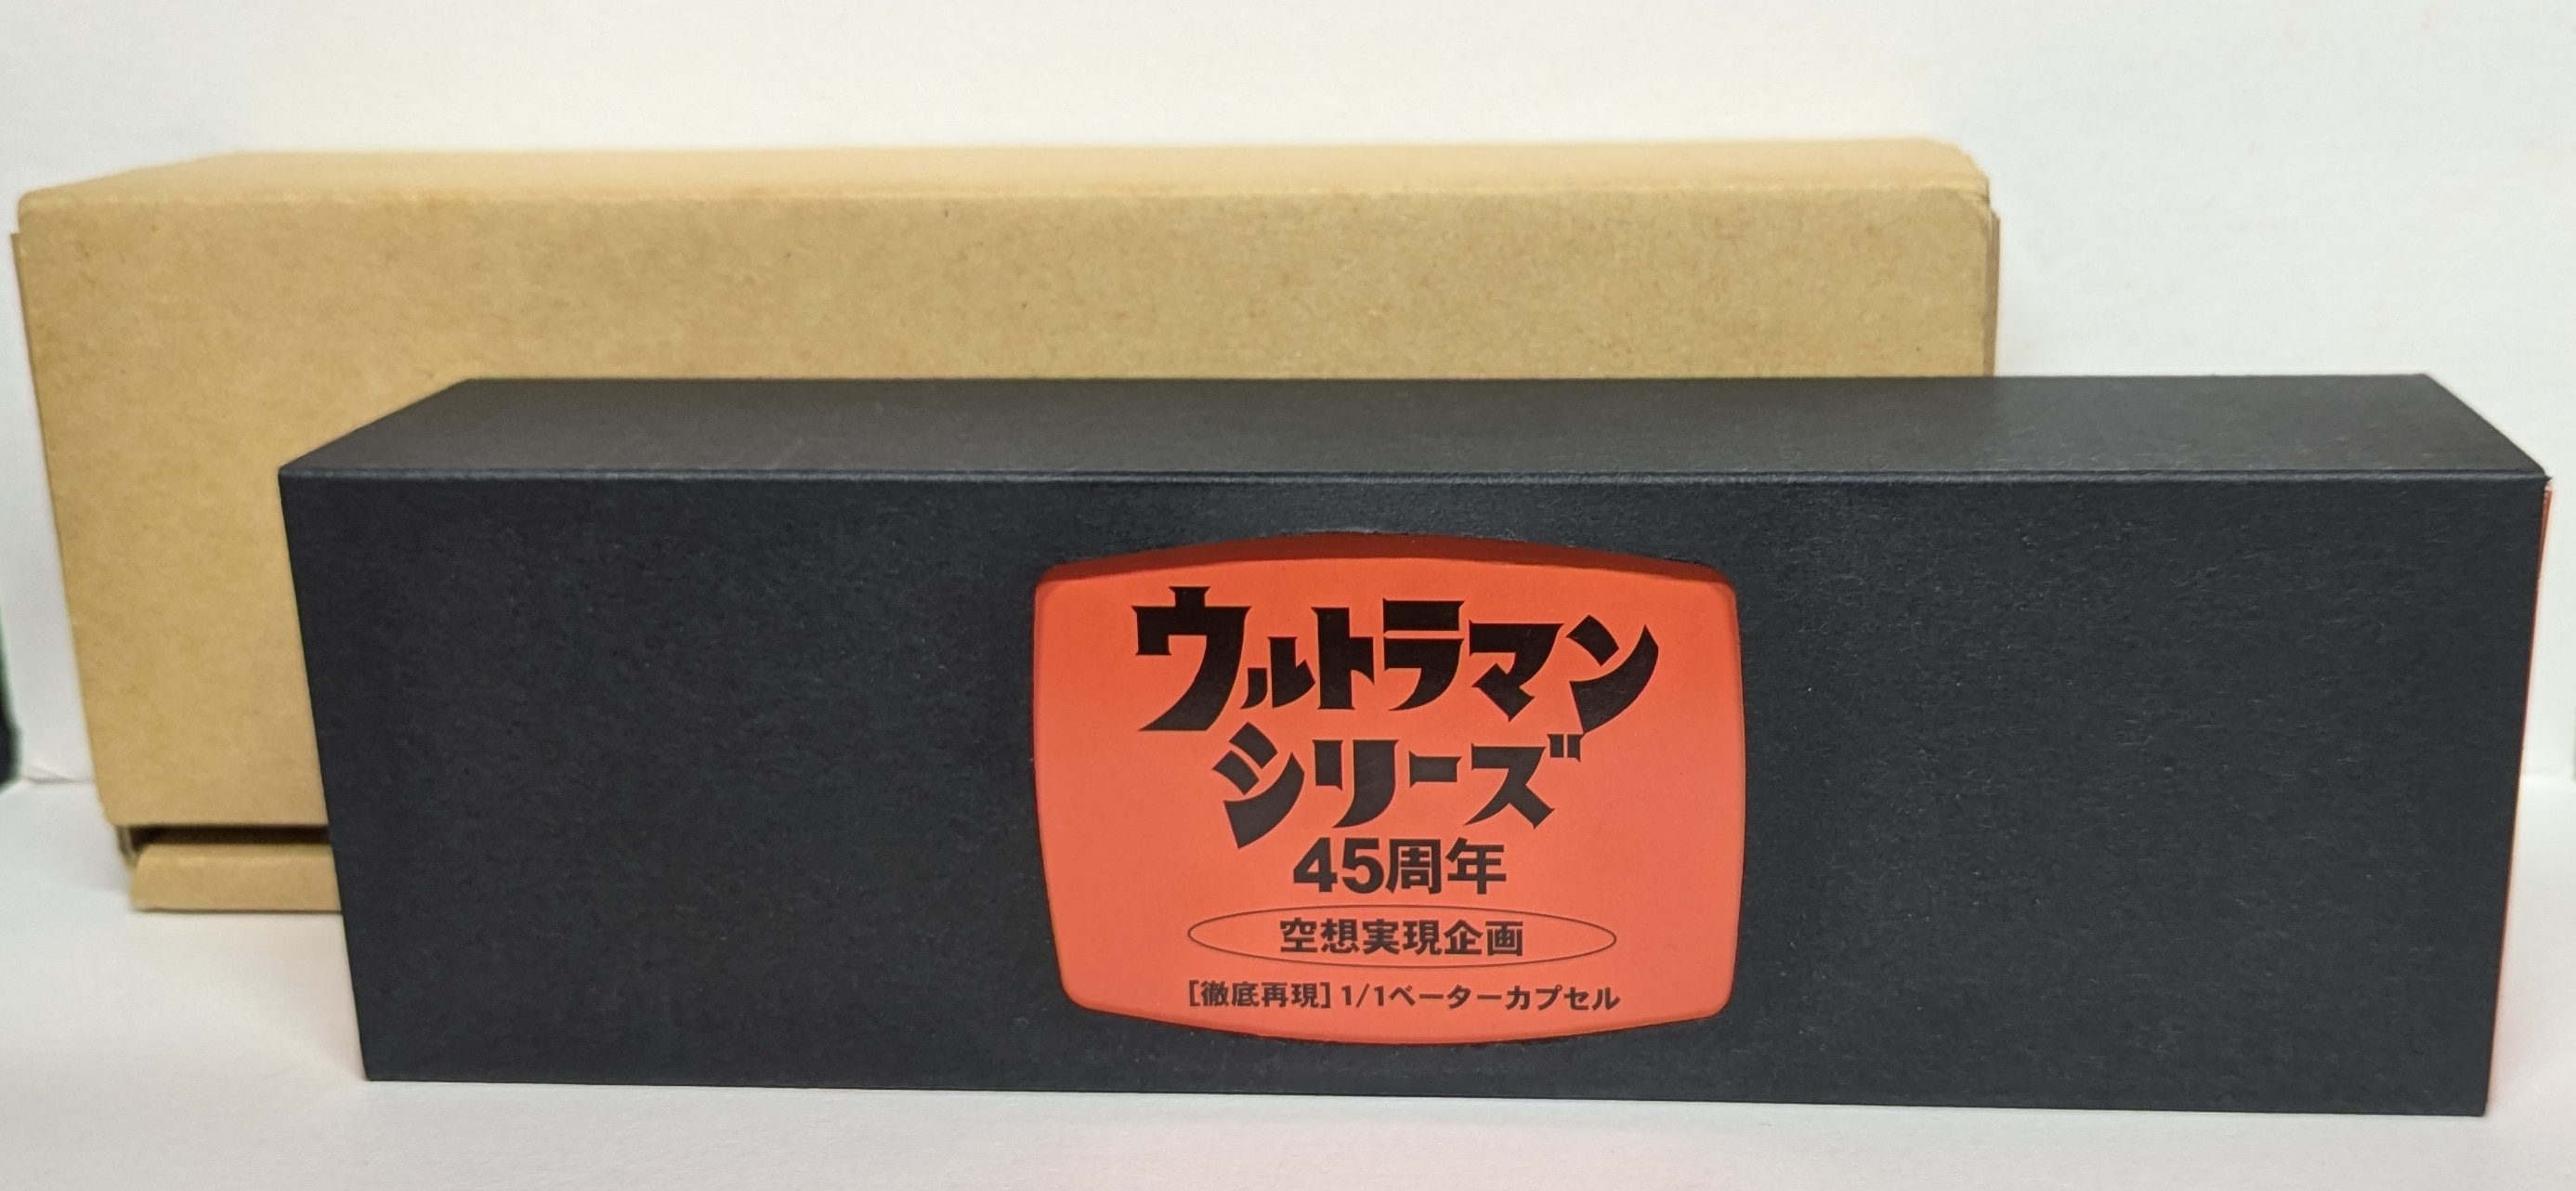 ウルトラマン
シリーズ
45周年
空想実現企画
[徹底再現]1/1ベーターカプセル